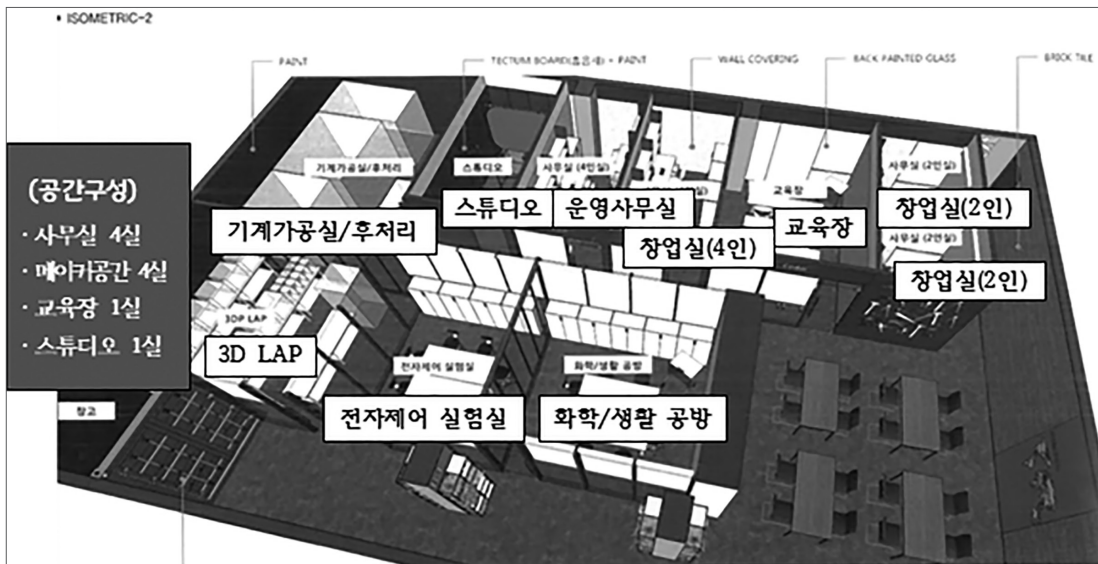 • ISOMETRIC-2
PAINT
TECTUM BOARD(흡음재) + PAINT
WALL COVERING
BACK PAINTED GLASS
BRICK TILE
(공간구성)
· 사무실 4실
· 메이커공간 4실
· 교육장 1실
· 스튜디오 1실
기계가공실/후처리
스튜디오
사무실 (4인실)
교육장
사무실 (2인실)
기계가공실/후처리
스튜디오
운영사무실
창업실(4인)
교육장
창업실(2인)
사무실 (2인실)
창업실(2인)
3DP LAP
3D LAP
전자제어 실험실
화학/생활 공방
전자제어 실험실
화학/생활 공방
창고